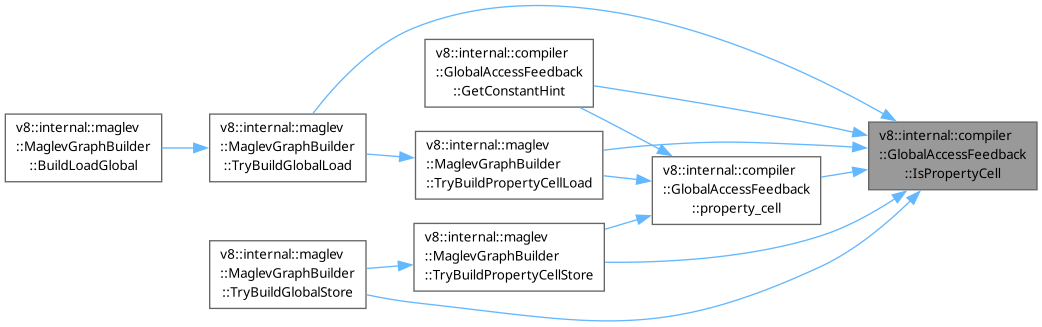 v8::internal::maglev
::MaglevGraphBuilder
::BuildLoadGlobal
v8::internal::maglev
::MaglevGraphBuilder
::TryBuildGlobalLoad
v8::internal::compiler
::GlobalAccessFeedback
::GetConstantHint
v8::internal::maglev
::MaglevGraphBuilder
::TryBuildPropertyCellLoad
v8::internal::compiler
::GlobalAccessFeedback
::property_cell
v8::internal::compiler
::GlobalAccessFeedback
::IsPropertyCell
v8::internal::maglev
::MaglevGraphBuilder
::TryBuildPropertyCellStore
v8::internal::maglev
::MaglevGraphBuilder
::TryBuildGlobalStore